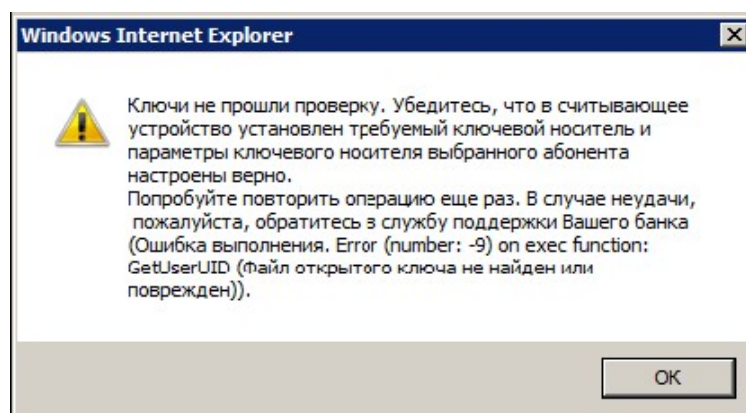 Windows Internet Explorer
Ключи не прошли проверку. Убедитесь, что в считывающее
устройство установлен требуемый ключевой носитель и
параметры ключевого носителя выбранного абонента
настроены верно.
Попробуйте повторить операцию еще раз. В случае неудачи,
пожалуйста, обратитесь в службу поддержки Вашего банка
(Ошибка выполнения. Error (number: -9) on exec function:
GetUserUID (Файл открытого ключа не найден или
поврежден)).
OK